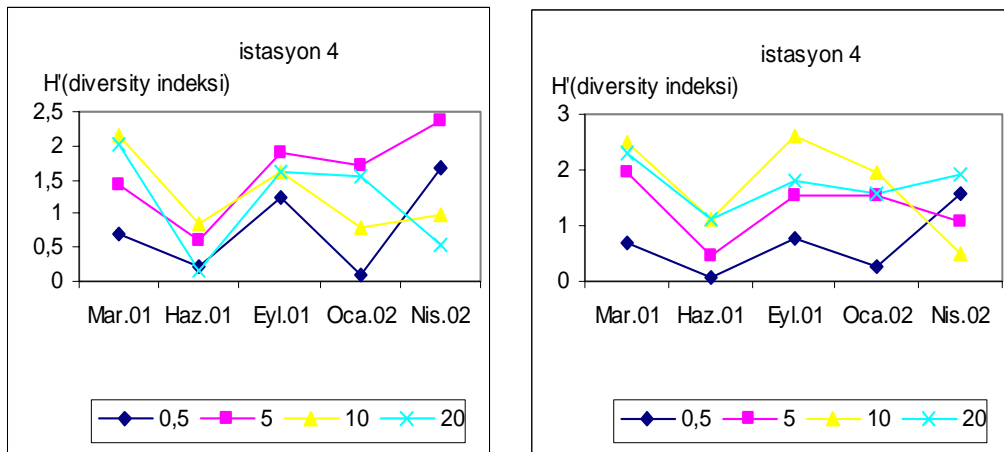 istasyon 4
H'(diversity indeksi)
2,5
2
1,5
1
0,5
0
Mar.01 Haz.01 Eyl.01 Oca.02 Nis.02
0,5 5 10 20
istasyon 4
H'(diversity indeksi)
3
2
1
0
Mar.01 Haz.01 Eyl.01 Oca.02 Nis.02
0,5 5 10 20